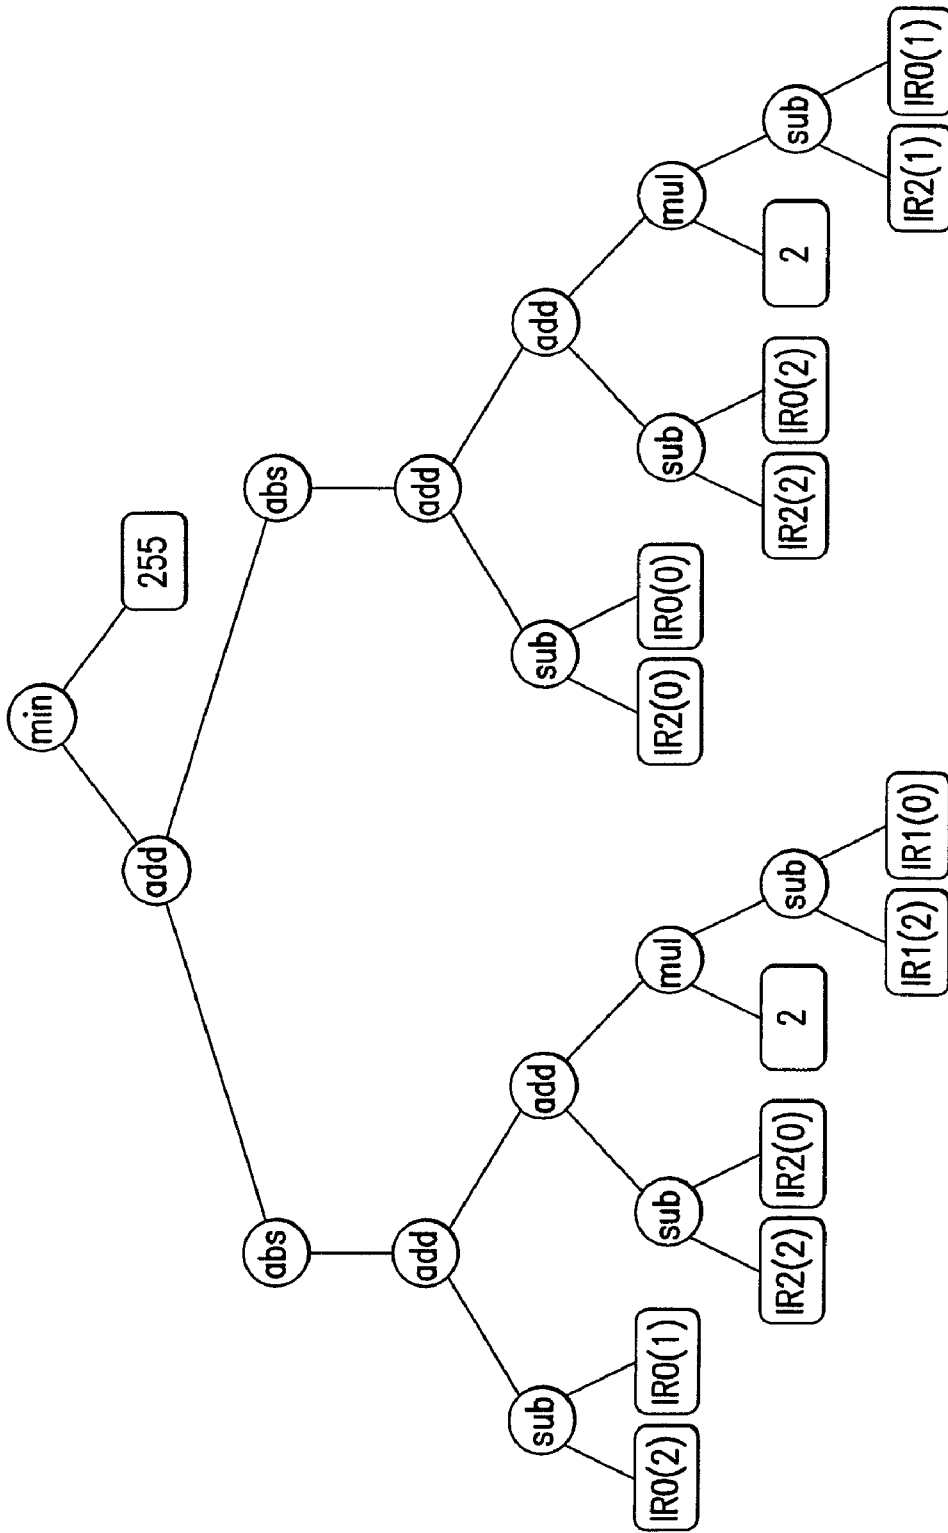 min
add
255
abs
abs
add
add
sub
add
sub
add
IR0(2)
IR0(1)
sub
mul
IR2(0)
IR0(0)
sub
mul
IR2(2)
IR2(0)
2
sub
IR2(2)
IR0(2)
2
sub
IR1(2)
IR1(0)
IR2(1)
IR0(1)